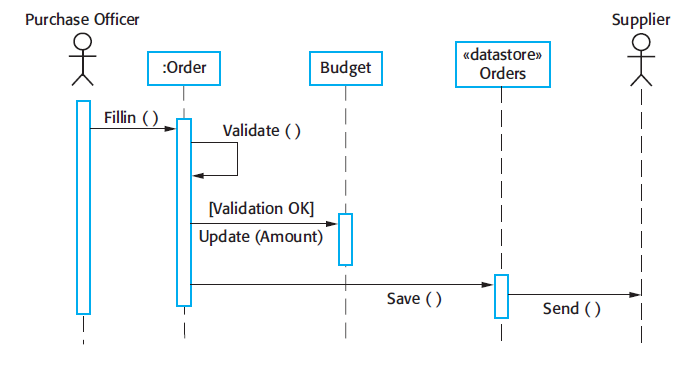 Purchase Officer
Supplier
:Order
Budget
«datastore»
Orders
Fillin ( )
Validate ( )
[Validation OK]
Update (Amount)
Save ( )
Send ( )